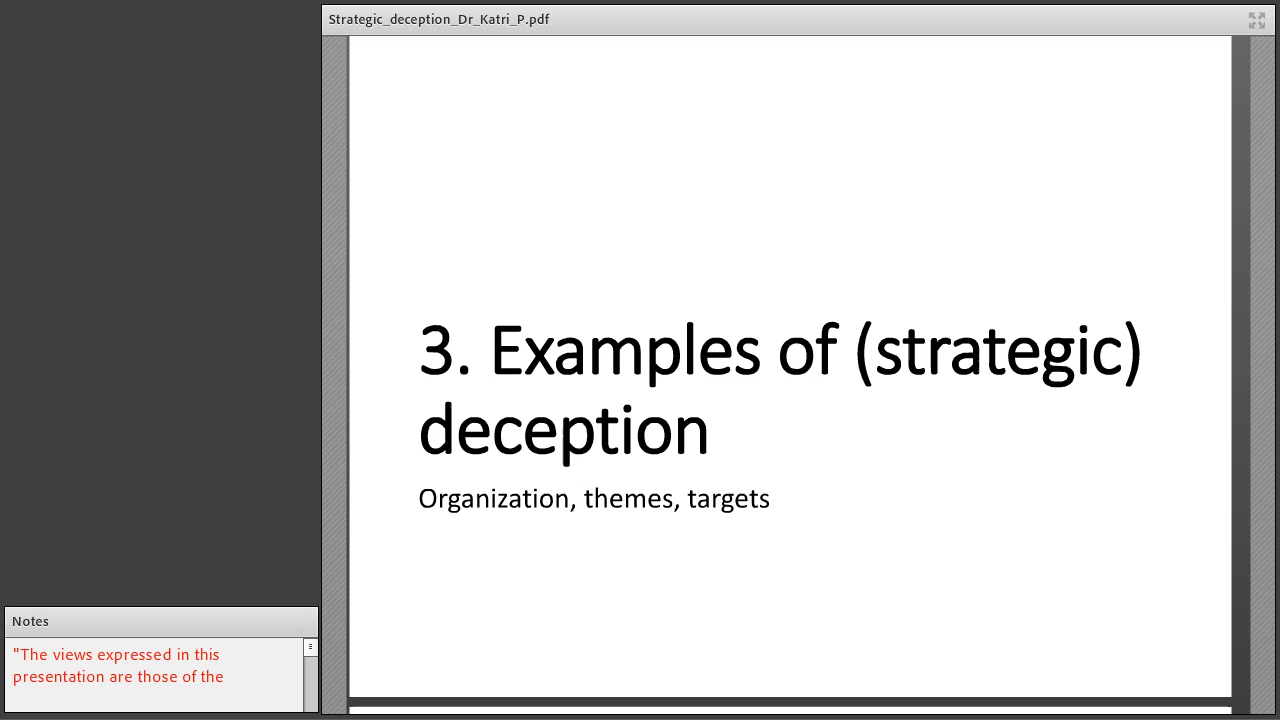 Strategic_deception_Dr_Katri_P.pdf
3. Examples of (strategic)
deception
Organization, themes, targets
Notes
"The views expressed in this
presentation are those of the